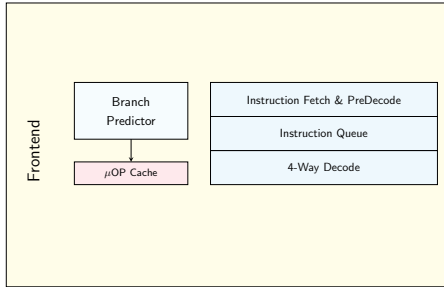 Frontend
Branch
Predictor
μOP Cache
Instruction Fetch & PreDecode
Instruction Queue
4-Way Decode